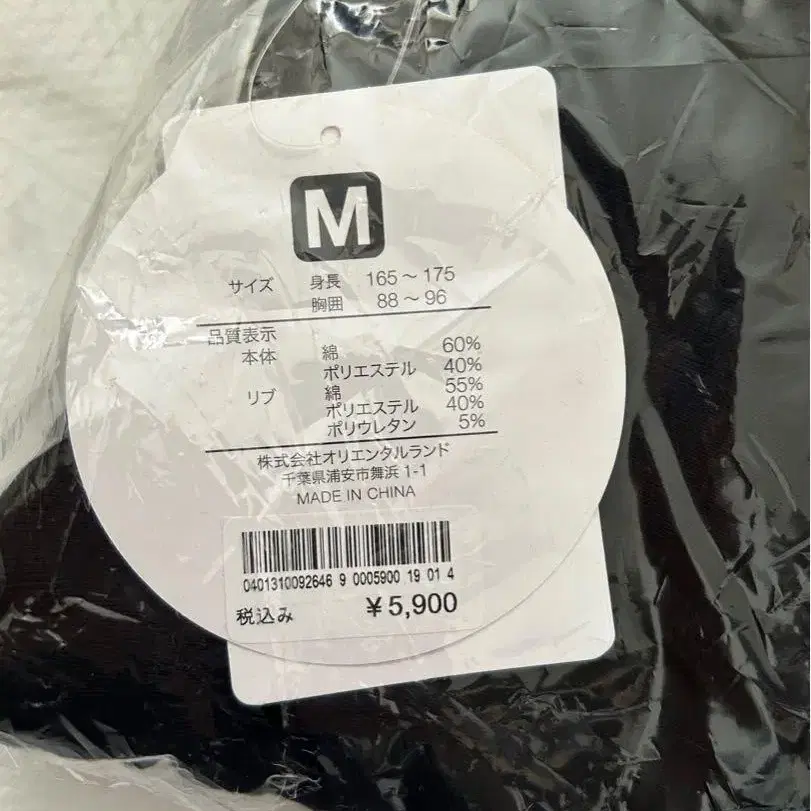 M
サイズ 身長 165～175
胸囲 88～96
品質表示
本体 綿 60%
ポリエステル 40%
リブ 綿 55%
ポリエステル 40%
ポリウレタン 5%
株式会社オリエンタルランド
千葉県浦安市舞浜 1-1
MADE IN CHINA
0401310092646 9 0005900 19 01 4
税込み ¥5,900